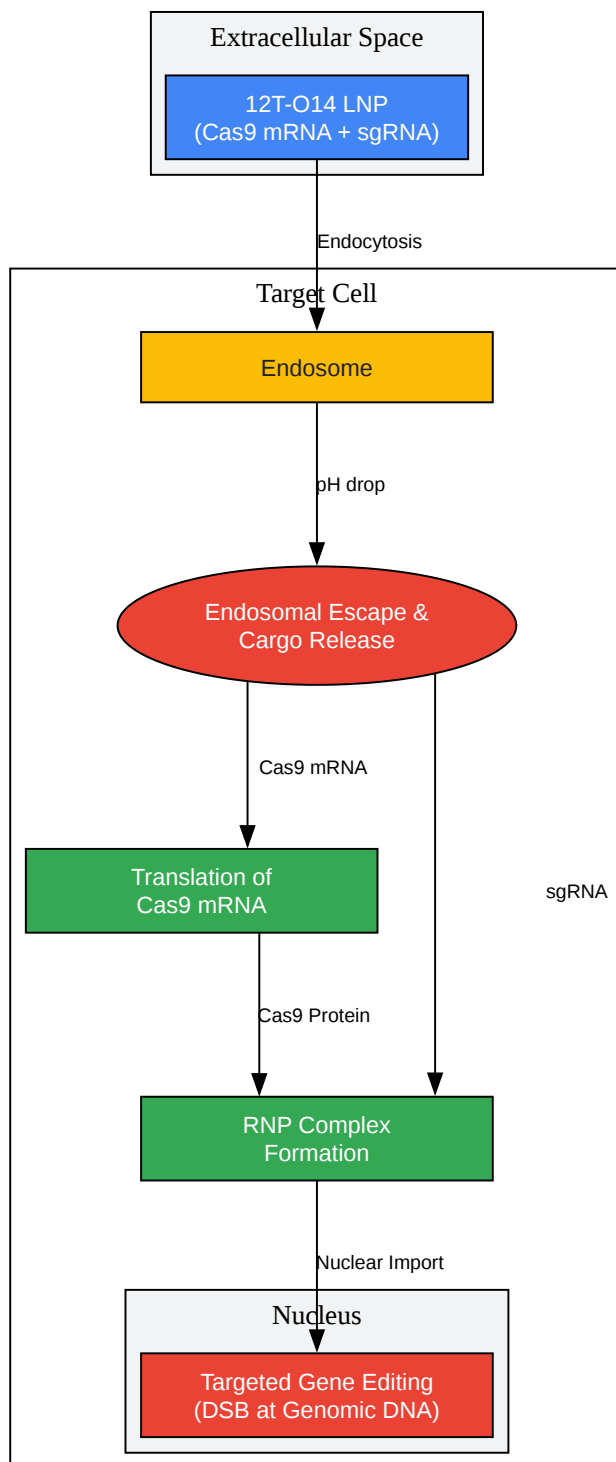 Extracellular Space
12T-O14 LNP
(Cas9 mRNA + sgRNA)
Endocytosis
Target Cell
Endosome
pH drop
Endosomal Escape &
Cargo Release
Cas9 mRNA
Translation of
Cas9 mRNA
sgRNA
Cas9 Protein
RNP Complex
Formation
Nuclear Import
Nucleus
Targeted Gene Editing
(DSB at Genomic DNA)